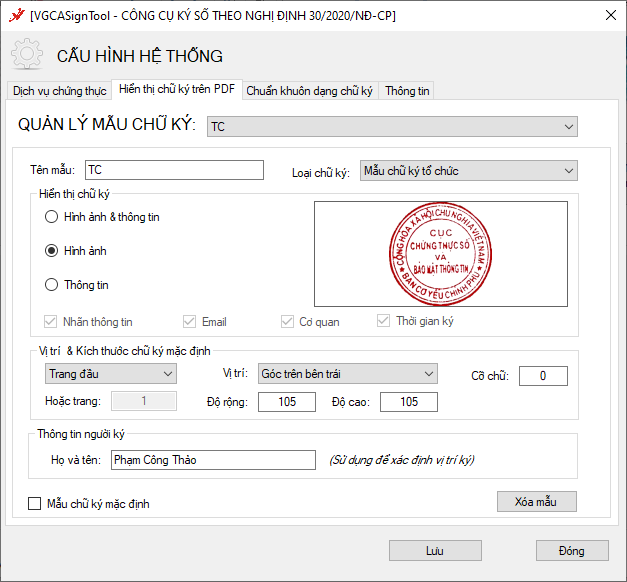 [VGCASignTool - CÔNG CỤ KÝ SỐ THEO NGHỊ ĐỊNH 30/2020/NĐ-CP]
CẤU HÌNH HỆ THỐNG
Dịch vụ chứng thực Hiển thị chữ ký trên PDF Chuẩn khuôn dạng chữ ký Thông tin
QUẢN LÝ MẪU CHỮ KÝ: TC
Tên mẫu: TC Loại chữ ký: Mẫu chữ ký tổ chức
Hiển thị chữ ký
Hình ảnh & thông tin
Hình ảnh
Thông tin
CỘNG HÒA XÃ HỘI CHỦ NGHĨA VIỆT NAM
CỤC
CHỨNG THỰC SỐ
VÀ
BẢO MẬT THÔNG TIN
BAN CƠ YẾU CHÍNH PHỦ
Nhãn thông tin Email Cơ quan Thời gian ký
Vị trí & Kích thước chữ ký mặc định
Trang đầu Vị trí: Góc trên bên trái Cỡ chữ: 0
Hoặc trang: 1 Độ rộng: 105 Độ cao: 105
Thông tin người ký
Họ và tên: Phạm Công Thảo (Sử dụng để xác định vị trí ký)
Mẫu chữ ký mặc định Xóa mẫu
Lưu Đóng